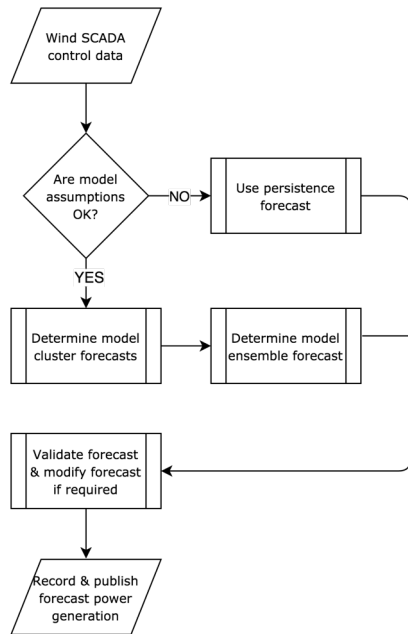 Wind SCADA
control data
Are model
assumptions
OK?
NO
Use persistence
forecast
YES
Determine model
cluster forecasts
Determine model
ensemble forecast
Validate forecast
& modify forecast
if required
Record & publish
forecast power
generation